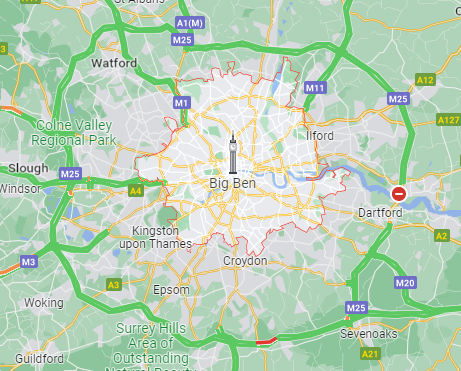 St Albans
A1(M)
M25
Watford
A12
M11
M25
M1
A127
Colne Valley
Regional Park
Ilford
Slough
M25
Windsor
A4
Big Ben
Dartford
Kingston
upon Thames
A2
M3
Croydon
A3
Epsom
M20
Woking
M25
Surrey Hills
Area of
Outstanding
Natural Beauty
Sevenoaks
Guildford
A21